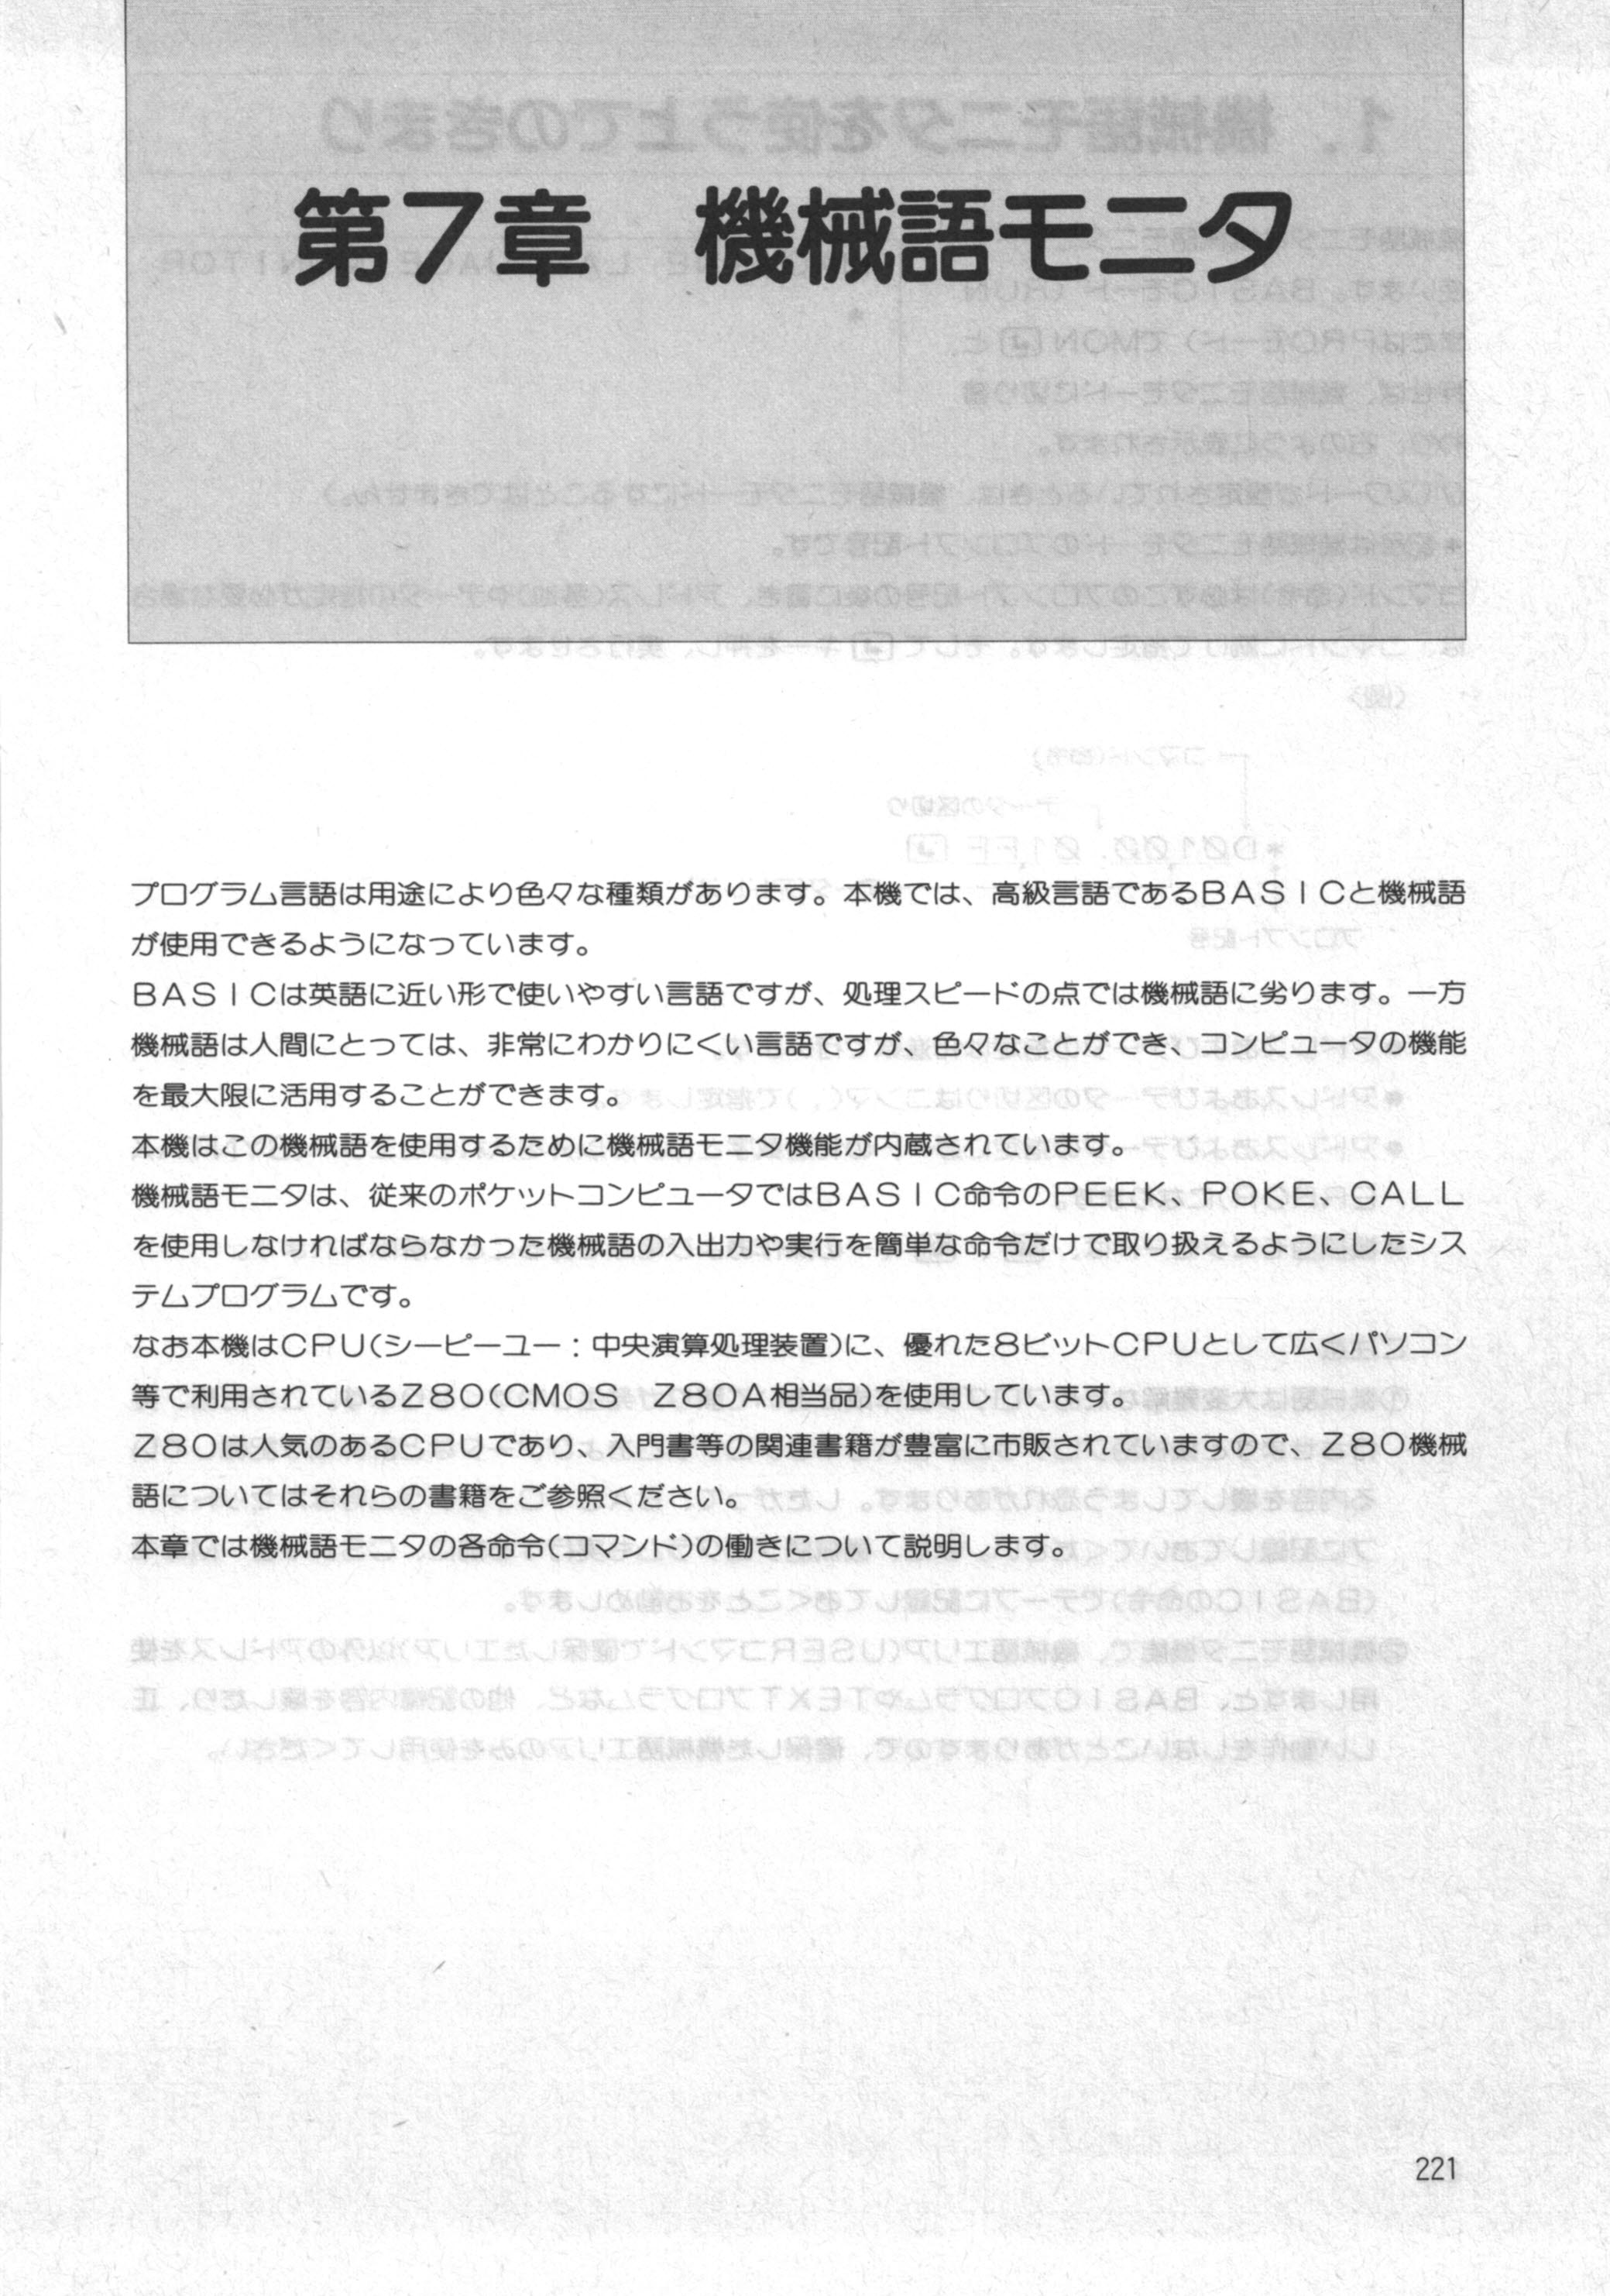 第7章　機械語モニタ
プログラム言語は用途により色々な種類があります。本機では、高級言語であるBASICと機械語
が使用できるようになっています。
BASICは英語に近い形で使いやすい言語ですが、処理スピードの点では機械語に劣ります。一方
機械語は人間にとっては、非常にわかりにくい言語ですが、色々なことができ、コンピュータの機能
を最大限に活用することができます。
本機はこの機械語を使用するために機械語モニタ機能が内蔵されています。
機械語モニタは、従来のポケットコンピュータではBASIC命令のPEEK、POKE、CALL
を使用しなければならなかった機械語の入出力や実行を簡単な命令だけで取り扱えるようにしたシス
テムプログラムです。
なお本機はCPU(シーピーユー：中央演算処理装置)に、優れた8ビットCPUとして広くパソコン
等で利用されているZ80(CMOS　Z80A相当品)を使用しています。
Z80は人気のあるCPUであり、入門書等の関連書籍が豊富に市販されていますので、Z80機械
語についてはそれらの書籍をご参照ください。
本章では機械語モニタの各命令(コマンド)の働きについて説明します。
221